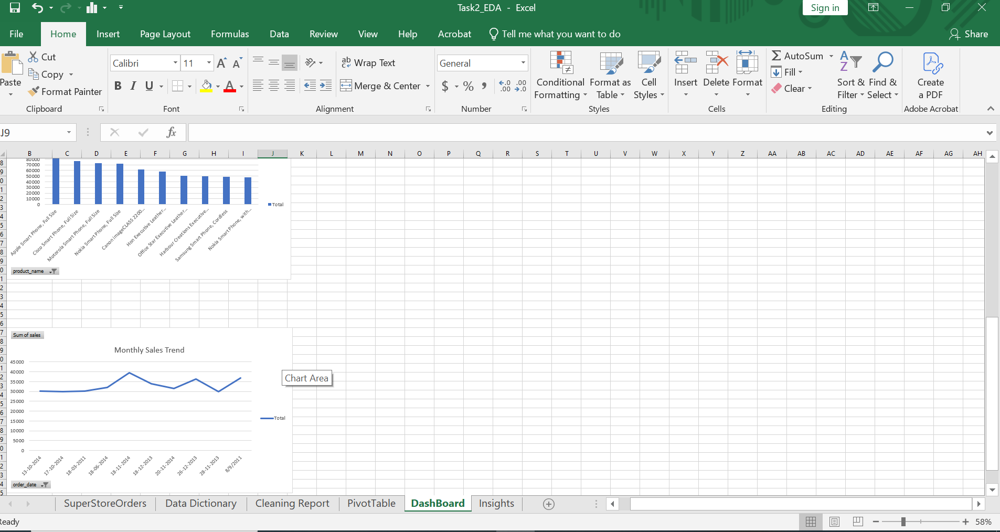 Task2_EDA - Excel
Sign in
File Home Insert Page Layout Formulas Data Review View Help Acrobat Tell me what you want to do Share
Paste
Cut
Copy
Format Painter
Clipboard
Calibri 11
B I U
Font
Wrap Text
Merge & Center
Alignment
General
$ % ,
Number
Conditional Formatting
Format as Table
Cell Styles
Styles
Insert Delete Format
Cells
AutoSum
Fill
Clear
Sort & Filter
Find & Select
Editing
Create a PDF
Adobe Acrobat
J9
fx
B C D E F G H I J K L M N O P Q R S T U V W X Y Z AA AB AC AD AE AF AG AH
80000
70000
60000
50000
40000
30000
20000
10000
0
Total
Apple Smart Phone, Full Size
Cisco Smart Phone, Full Size
Motorola Smart Phone, Full Size
Nokia Smart Phone, Full Size
Canon imageCLASS 2200...
Hon Executive Leather...
Office Star Executive Leather...
Harbour Creations Executive...
Samsung Smart Phone, Cordless
Nokia Smart Phone, with...
product_name
Sum of sales
Monthly Sales Trend
45000
40000
35000
30000
25000
20000
15000
10000
5000
0
Chart Area
Total
13-10-2014
17-10-2014
18-03-2011
18-06-2014
18-11-2014
18-12-2013
20-11-2014
26-12-2013
28-11-2013
8/9/2011
order_date
SuperStoreOrders Data Dictionary Cleaning Report PivotTable DashBoard Insights
Ready
58%